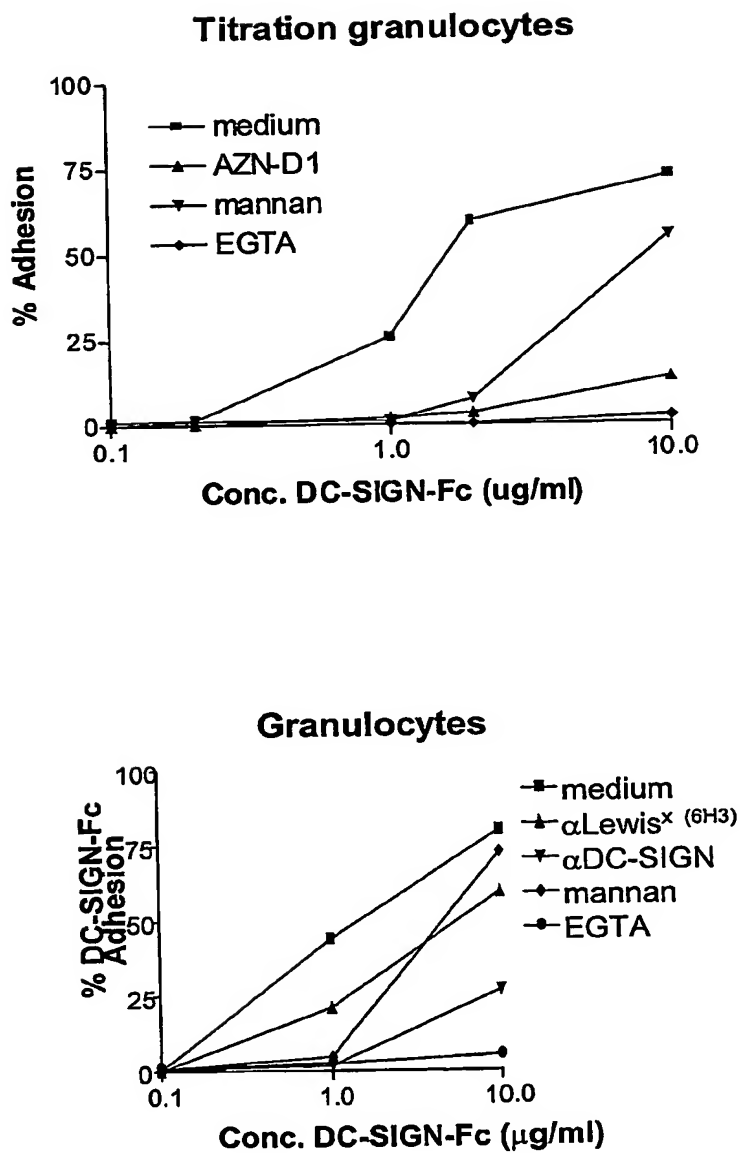 Titration granulocytes
100
75
50
25
0
% Adhesion
medium
AZN-D1
mannan
EGTA
0.1
1.0
10.0
Conc. DC-SIGN-Fc (ug/ml)
Granulocytes
100
75
50
25
0
% DC-SIGN-Fc
Adhesion
medium
αLewisˣ (6H3)
αDC-SIGN
mannan
EGTA
0.1
1.0
10.0
Conc. DC-SIGN-Fc (μg/ml)